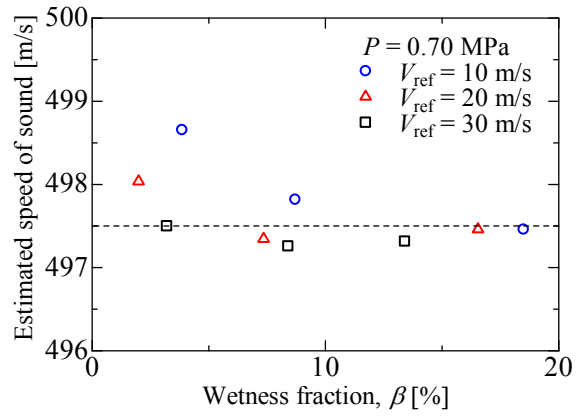 500
499
498
497
496
Estimated speed of sound [m/s]
P = 0.70 MPa
V_ref = 10 m/s
V_ref = 20 m/s
V_ref = 30 m/s
0 10 20
Wetness fraction, β [%]